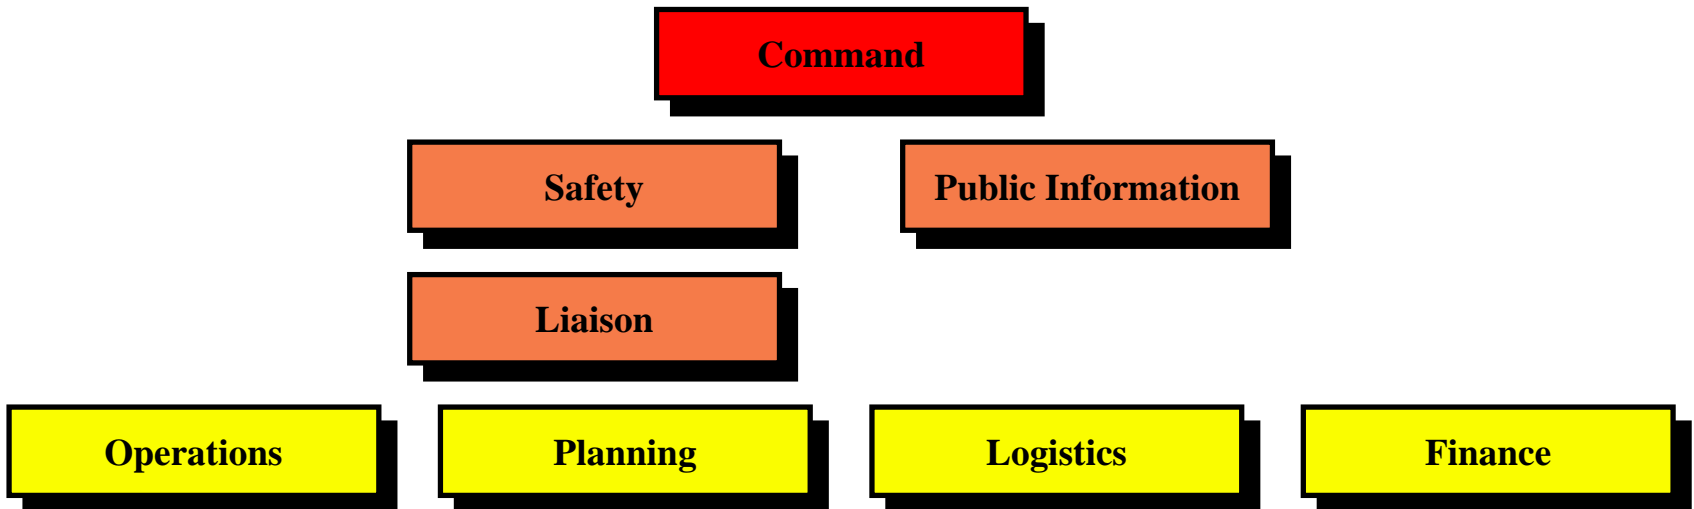 Command
Safety
Public Information
Liaison
Operations
Planning
Logistics
Finance